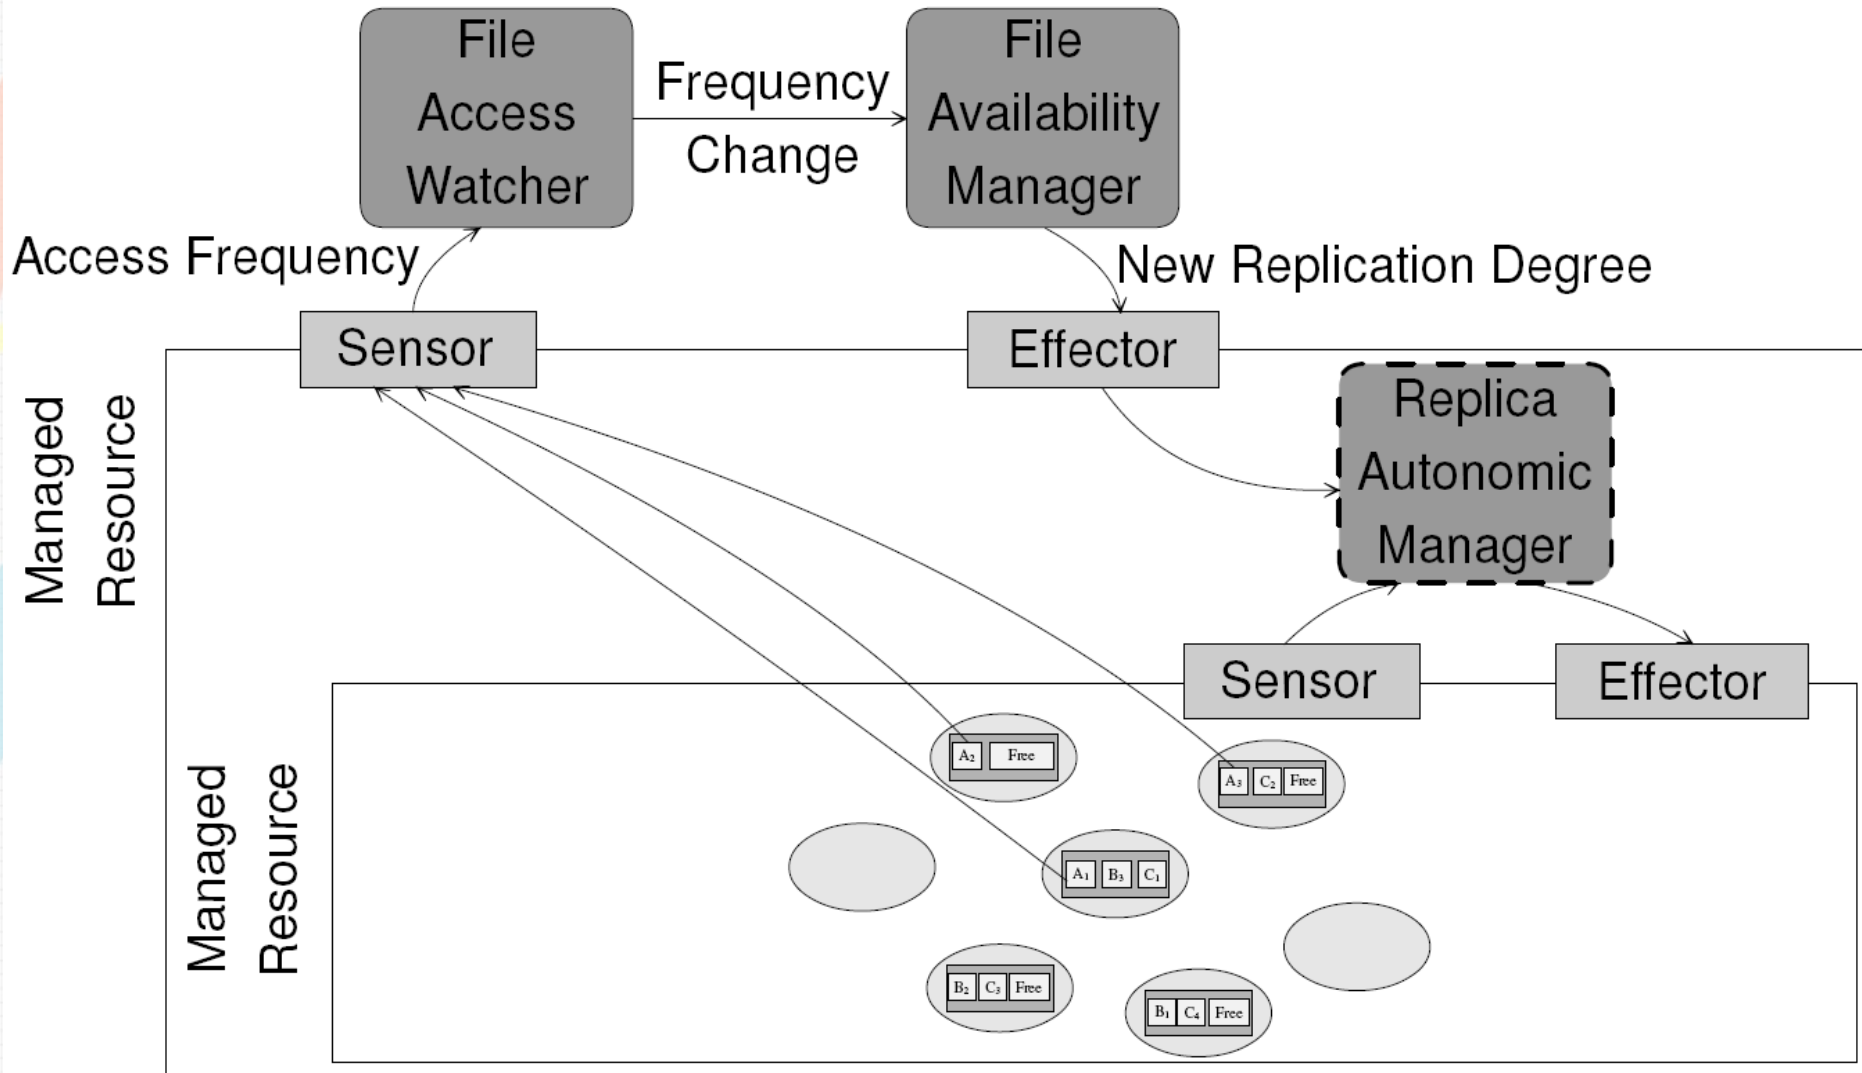 File
Access
Watcher
Frequency
Change
File
Availability
Manager
Access Frequency
New Replication Degree
Sensor
Effector
Managed
Resource
Replica
Autonomic
Manager
Sensor
Effector
Managed
Resource
A2 Free
A3 C2 Free
A1 B3 C1
B2 C3 Free
B1 C4 Free